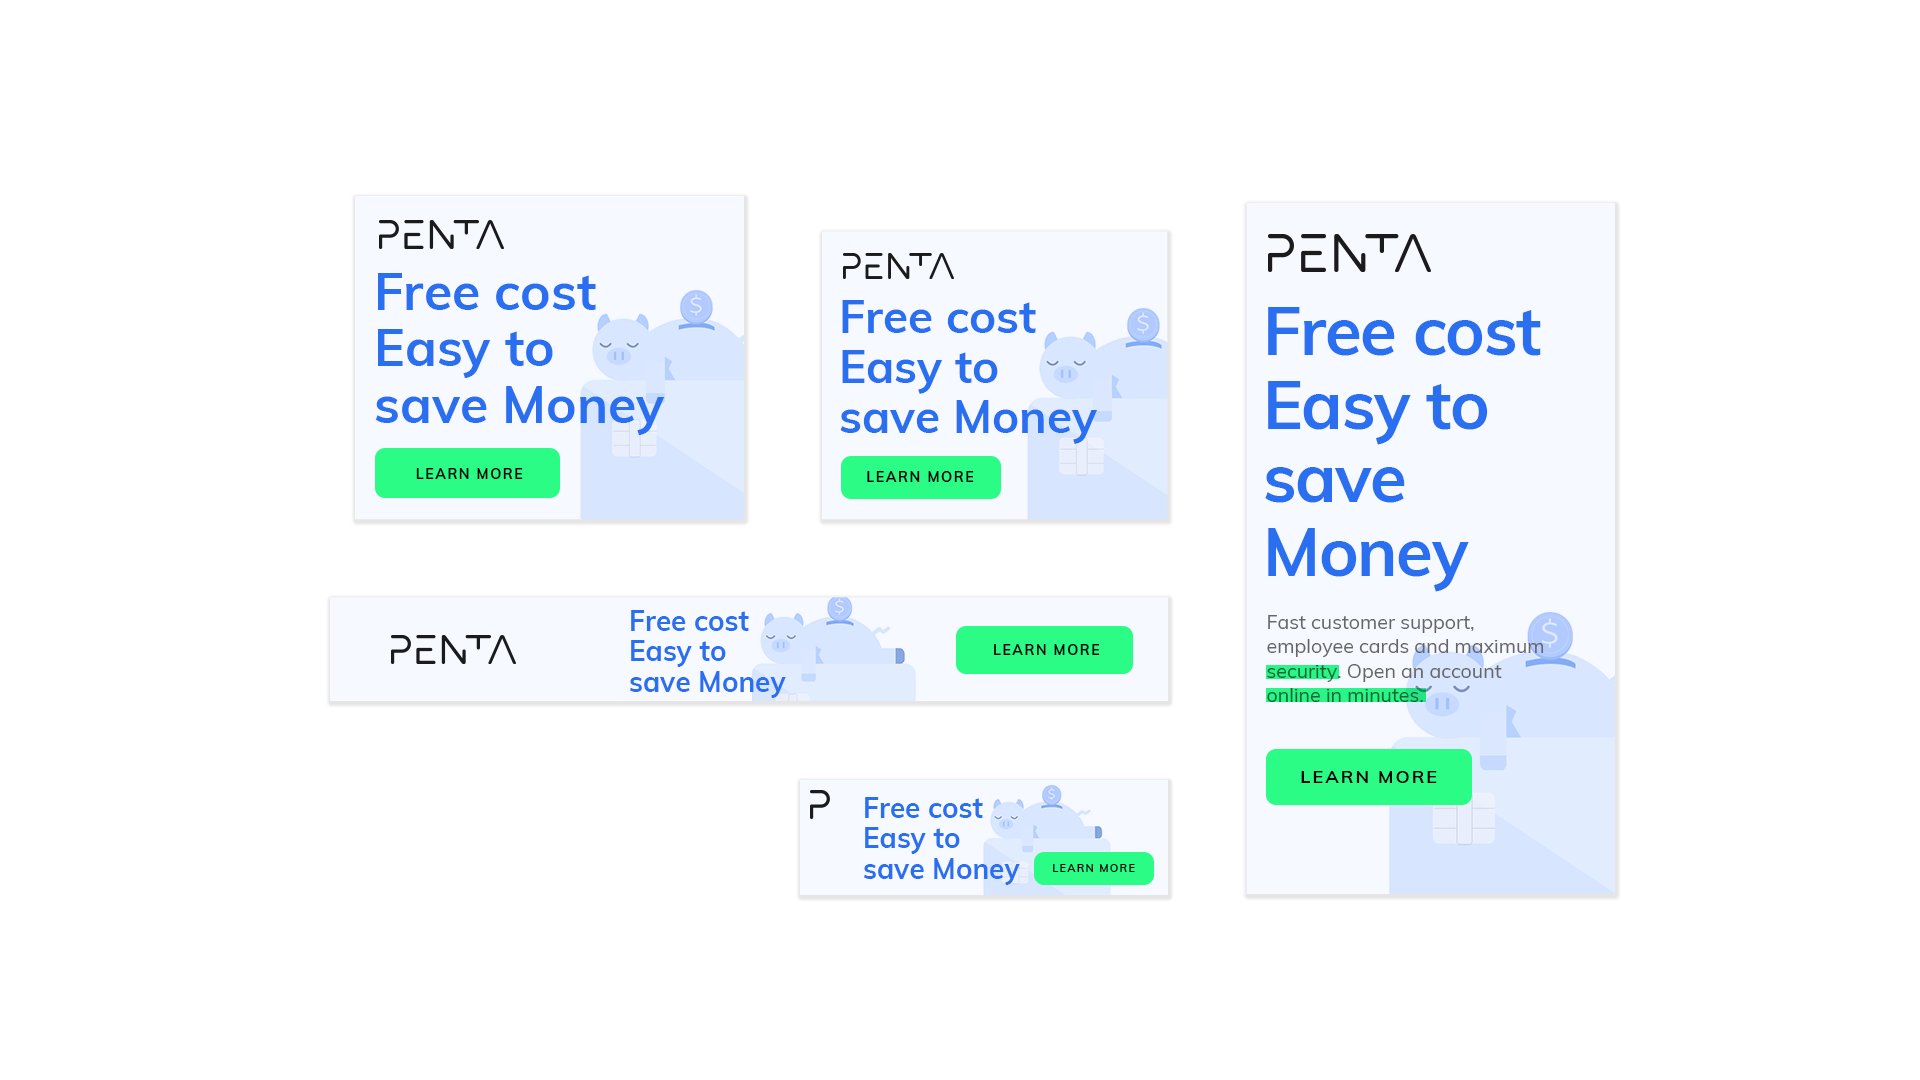 PENTA
Free cost
Easy to
save Money
LEARN MORE
PENTA
Free cost
Easy to
save Money
LEARN MORE
PENTA
Free cost
Easy to
save
Money
Fast customer support,
employee cards and maximum
security. Open an account
online in minutes.
LEARN MORE
PENTA
Free cost
Easy to
save Money
LEARN MORE
P
Free cost
Easy to
save Money
LEARN MORE